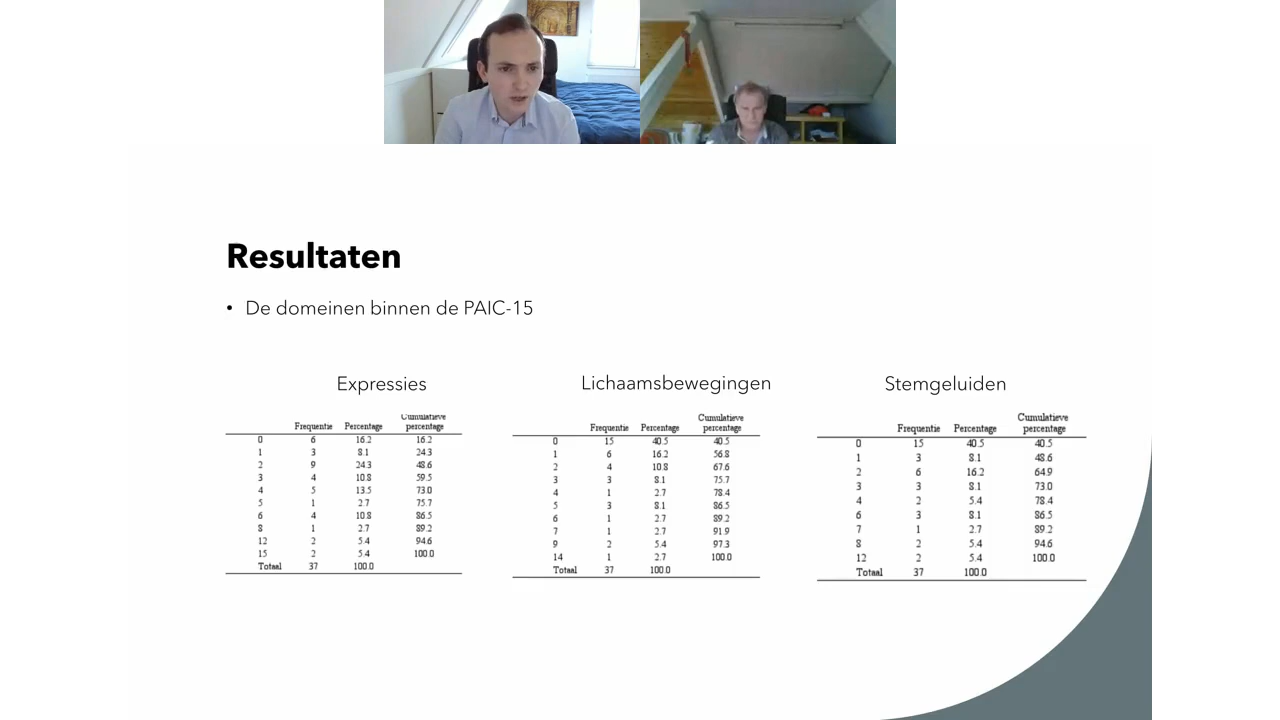 Resultaten
• De domeinen binnen de PAIC-15
Expressies
Frequentie Percentage Cumulatieve percentage
0 6 16.2 16.2
1 3 8.1 24.3
2 9 24.3 48.6
3 4 10.8 59.5
4 5 13.5 73.0
5 1 2.7 75.7
6 4 10.8 86.5
8 1 2.7 89.2
12 2 5.4 94.6
15 2 5.4 100.0
Totaal 37 100.0
Lichaamsbewegingen
Frequentie Percentage Cumulatieve percentage
0 15 40.5 40.5
1 6 16.2 56.8
2 4 10.8 67.6
3 3 8.1 75.7
4 1 2.7 78.4
5 3 8.1 86.5
6 1 2.7 89.2
7 1 2.7 91.9
9 2 5.4 97.3
14 1 2.7 100.0
Totaal 37 100.0
Stemgeluiden
Frequentie Percentage Cumulatieve percentage
0 15 40.5 40.5
1 3 8.1 48.6
2 6 16.2 64.9
3 3 8.1 73.0
4 2 5.4 78.4
6 3 8.1 86.5
7 1 2.7 89.2
8 2 5.4 94.6
12 2 5.4 100.0
Totaal 37 100.0